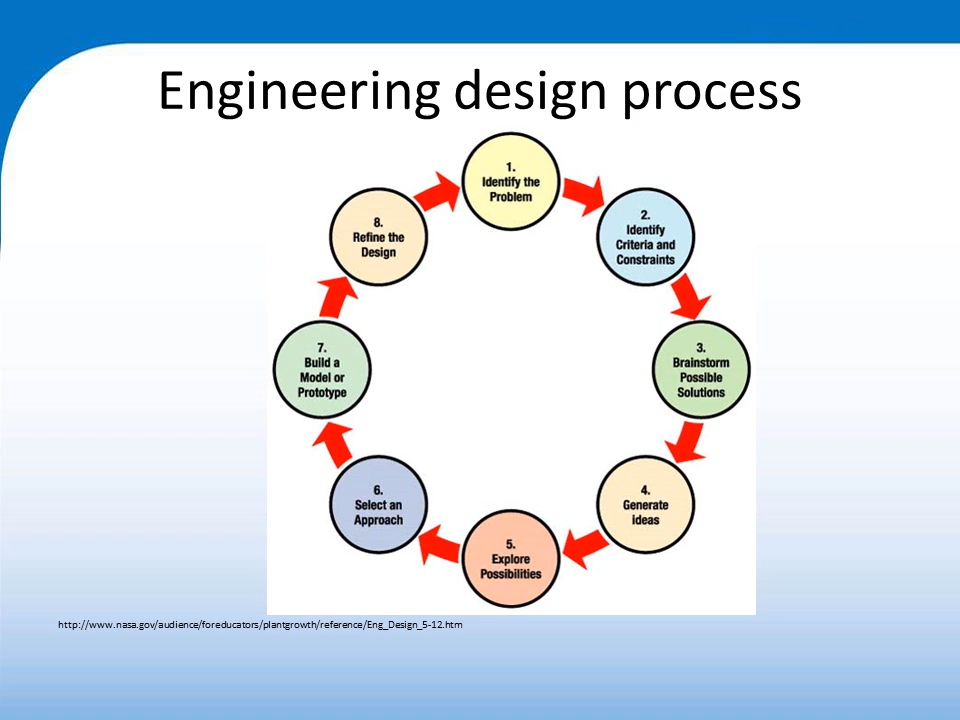 Engineering design process
1.
Identify the
Problem
2.
Identify
Criteria and
Constraints
3.
Brainstorm
Possible
Solutions
4.
Generate
ideas
5.
Explore
Possibilities
6.
Select an
Approach
7.
Build a
Model or
Prototype
8.
Refine the
Design
http://www.nasa.gov/audience/foreducators/plantgrowth/reference/Eng_Design_5-12.htm